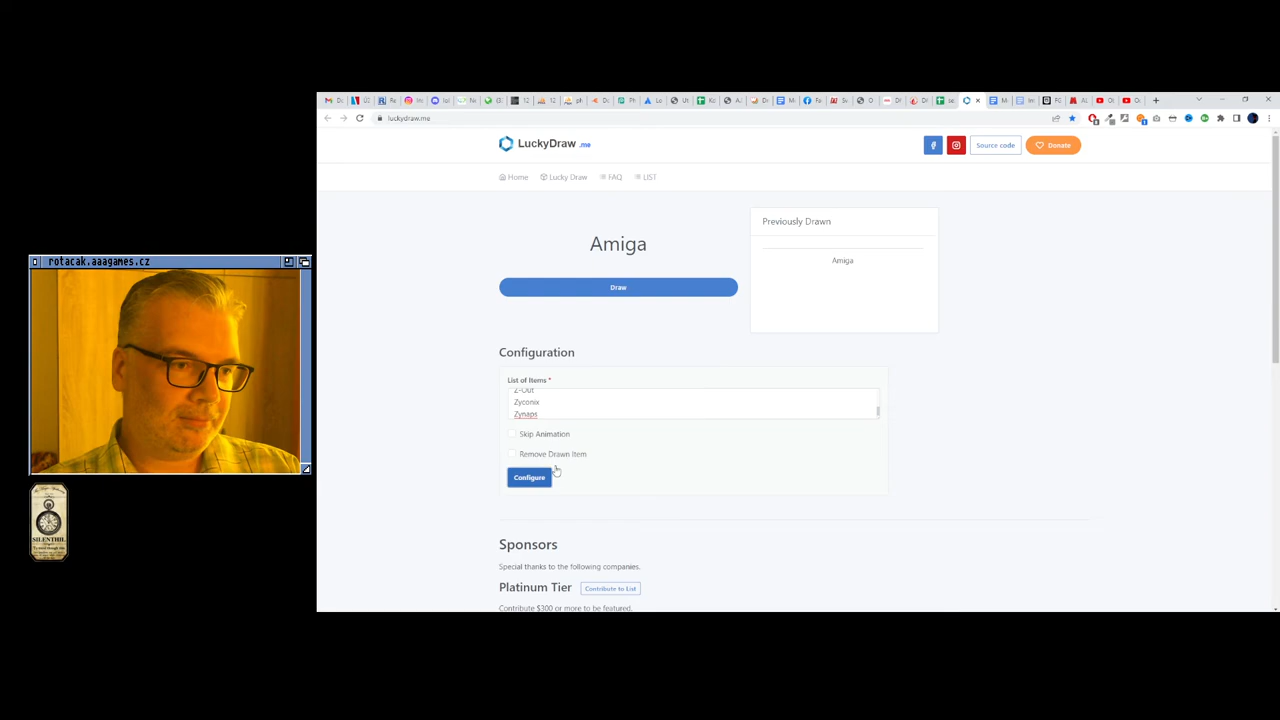 luckydraw.me
LuckyDraw .me
Source code
Donate
Home
Lucky Draw
FAQ
LIST
Amiga
Draw
Previously Drawn
Amiga
Configuration
List of Items *
Z-Out
Zyconix
Zynaps
Skip Animation
Remove Drawn Item
Configure
Sponsors
Special thanks to the following companies.
Platinum Tier
Contribute to List
Contribute $300 or more to be featured.
rotacak.aaagames.cz